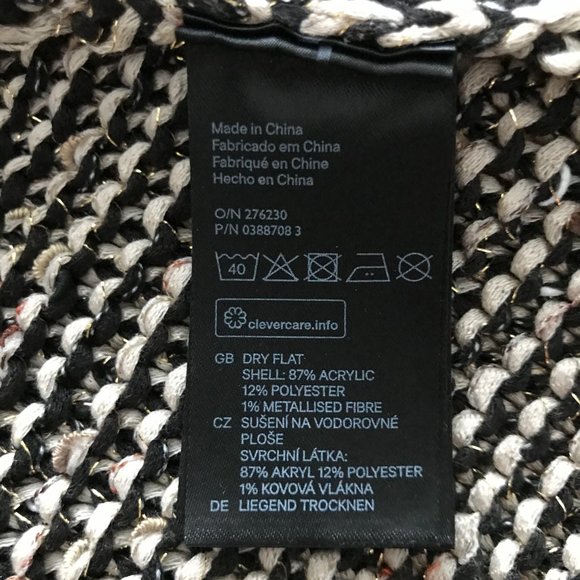 Made in China
Fabricado em China
Fabriqué en Chine
Hecho en China
O/N 276230
P/N 0388708 3
40
clevercare.info
GB DRY FLAT
SHELL: 87% ACRYLIC
12% POLYESTER
1% METALLISED FIBRE
CZ SUŠENÍ NA VODOROVNÉ
PLOŠE
SVRCHNÍ LÁTKA:
87% AKRYL 12% POLYESTER
1% KOVOVÁ VLÁKNA
DE LIEGEND TROCKNEN